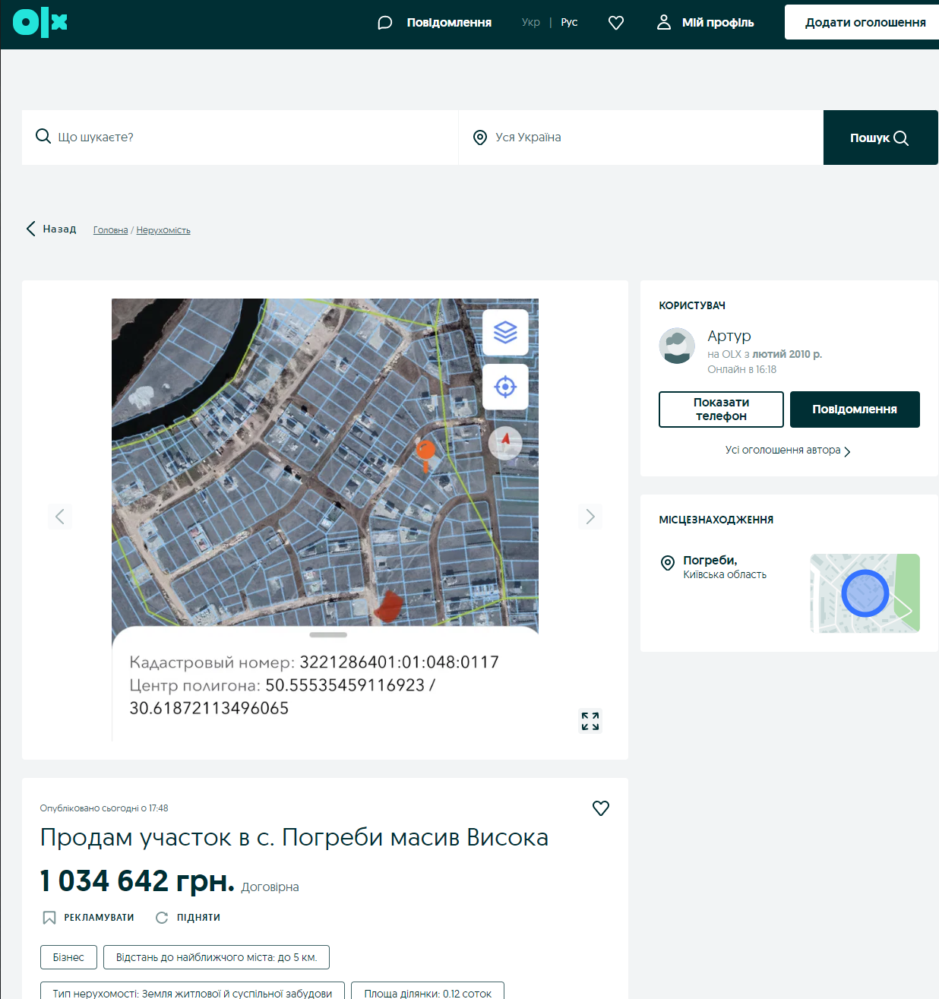 olx
Повідомлення
Укр | Рус
Мій профіль
Додати оголошення
Що шукаєте?
Уся Україна
Пошук
Назад
Головна / Нерухомість
Кадастровый номер: 3221286401:01:048:0117
Центр полигона: 50.55535459116923 /
30.61872113496065
КОРИСТУВАЧ
Артур
на OLX з лютий 2010 р.
Онлайн в 16:18
Показати
телефон
Повідомлення
Усі оголошення автора
МІСЦЕЗНАХОДЖЕННЯ
Погреби,
Київська область
Опубліковано сьогодні о 17:48
Продам участок в с. Погреби масив Висока
1 034 642 грн. Договірна
РЕКЛАМУВАТИ
ПІДНЯТИ
Бізнес
Відстань до найближчого міста: до 5 км.
Тип нерухомості: Земля житлової й суспільної забудови
Площа ділянки: 0.12 соток